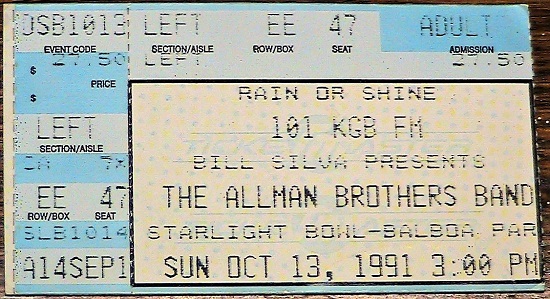 DSB1013 LEFT EE 47 ADULT
EVENT CODE SECTION/AISLE ROW/BOX SEAT ADMISSION
27.50 LEFT 27.50
$ PRICE
$
RAIN OR SHINE
101 KGB FM
LEFT
SECTION/AISLE
BILL SILVA PRESENTS
CA 7X
EE 47
THE ALLMAN BROTHERS BAND
ROW/BOX SEAT
SLB1014
STARLIGHT BOWL-BALBOA PAR
A14SEP1
SUN OCT 13, 1991 3:00 PM